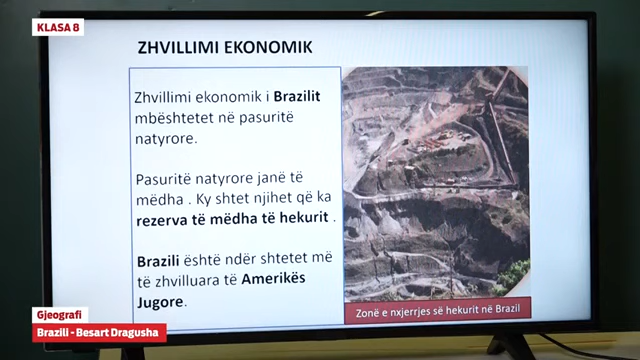 KLASA 8
ZHVILLIMI EKONOMIK
Zhvillimi ekonomik i Brazilit
mbështetet në pasuritë
natyrore.
Pasuritë natyrore janë të
mëdha . Ky shtet njihet që ka
rezerva të mëdha të hekurit .
Brazili është ndër shtetet më
të zhvilluara të Amerikës
Jugore.
Zonë e nxjerrjes së hekurit në Brazil
Gjeografi
Brazili - Besart Dragusha